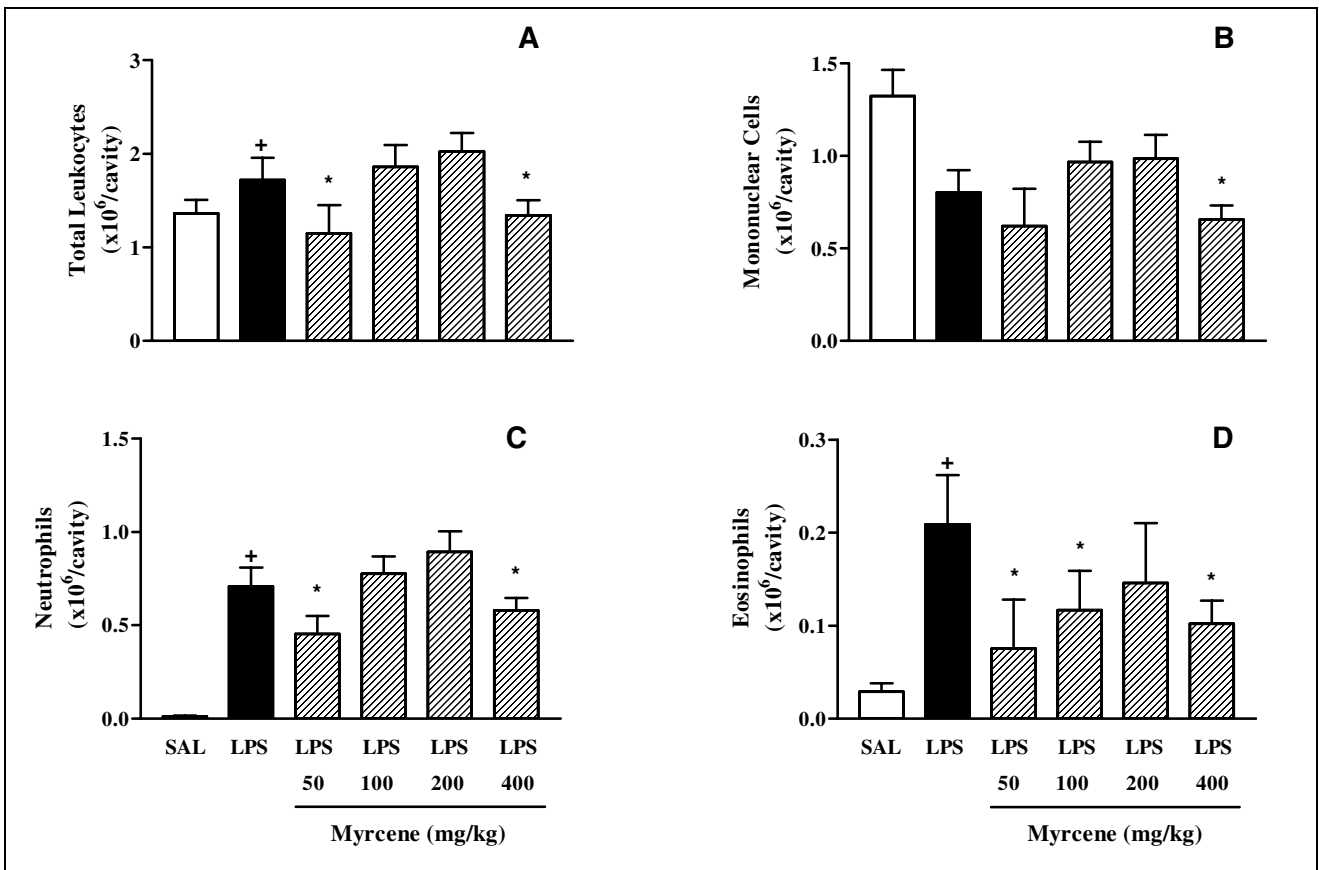 A
3
2
1
0
Total Leukocytes
(x10⁶/cavity)
+
*
*
B
1.5
1.0
0.5
0.0
Mononuclear Cells
(x10⁶/cavity)
*
C
1.5
1.0
0.5
0.0
Neutrophils
(x10⁶/cavity)
+
*
*
SAL LPS LPS LPS LPS LPS
50 100 200 400
Myrcene (mg/kg)
D
0.3
0.2
0.1
0.0
Eosinophils
(x10⁶/cavity)
+
*
*
*
SAL LPS LPS LPS LPS LPS
50 100 200 400
Myrcene (mg/kg)